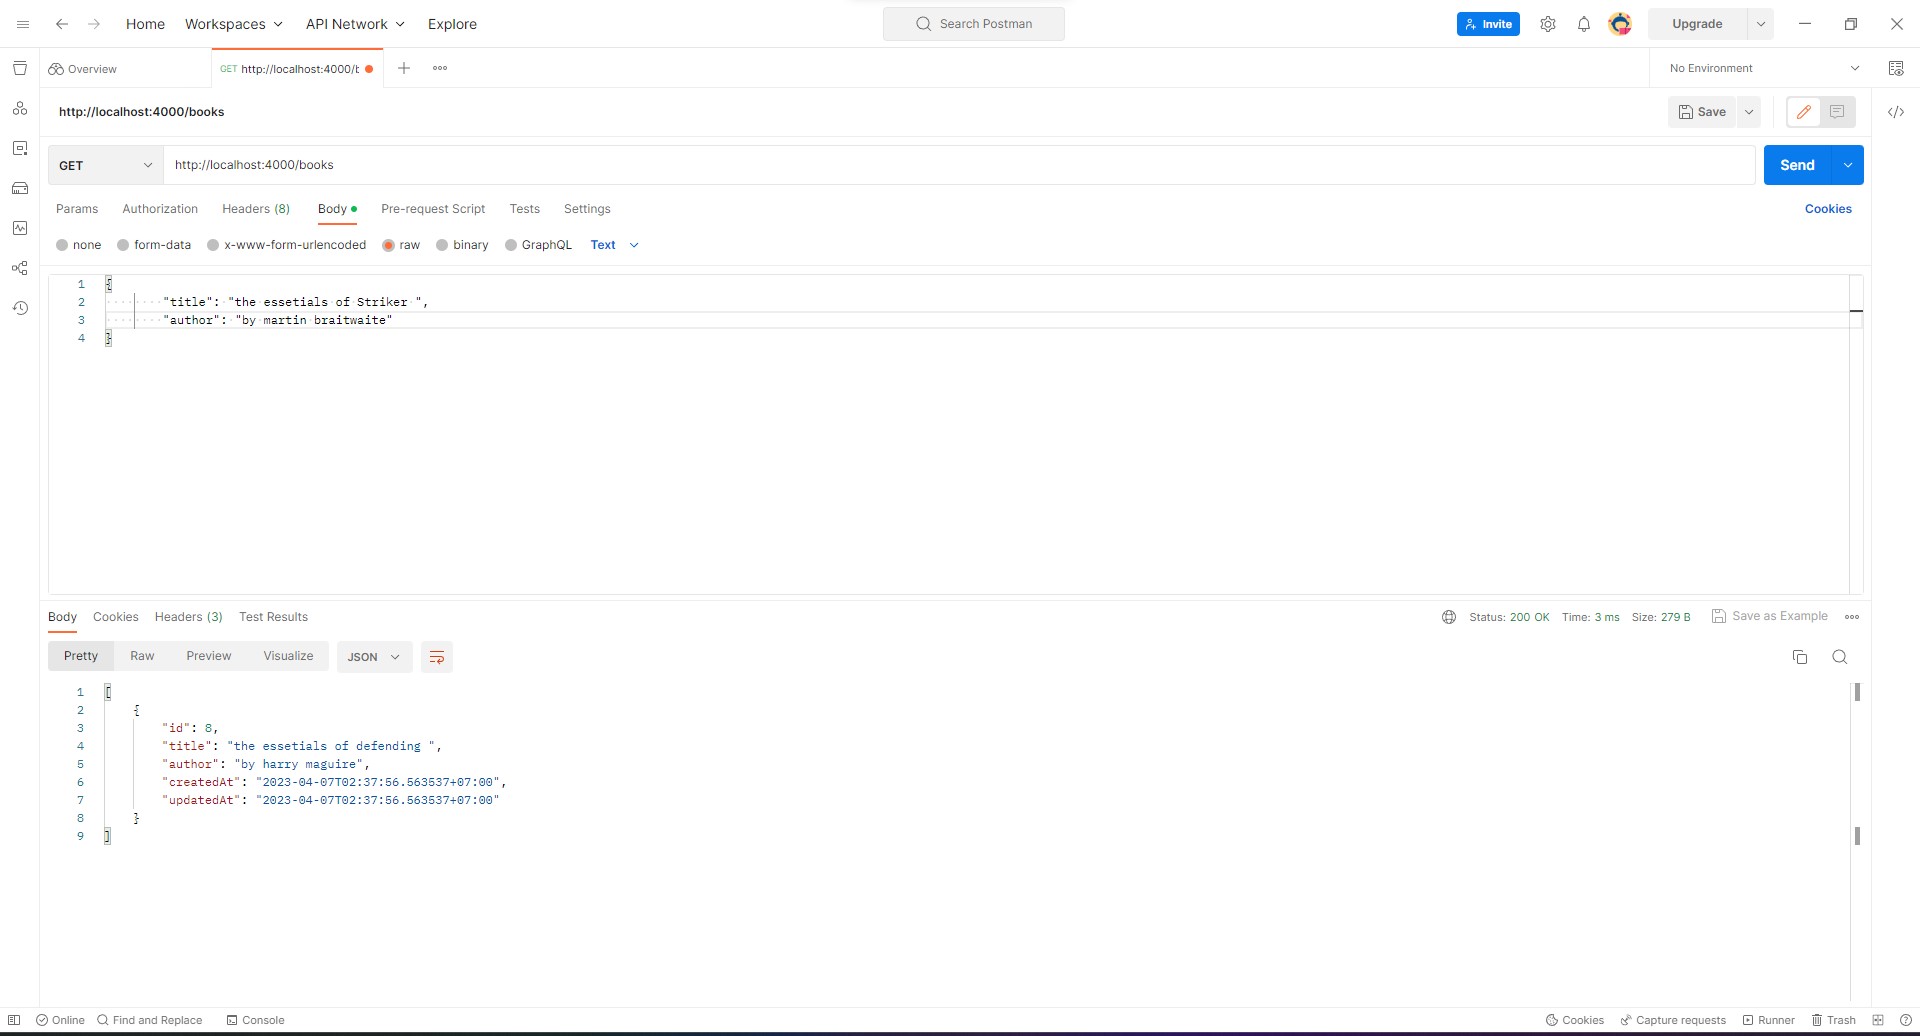 Home Workspaces API Network Explore Search Postman Invite Upgrade
Overview GET http://localhost:4000/t No Environment
http://localhost:4000/books Save
GET http://localhost:4000/books Send
Params Authorization Headers (8) Body Pre-request Script Tests Settings Cookies
none form-data x-www-form-urlencoded raw binary GraphQL Text
1 {
2 "title": "the essetials of Striker ",
3 "author": "by martin braitwaite"
4 }
Body Cookies Headers (3) Test Results Status: 200 OK Time: 3 ms Size: 279 B Save as Example
Pretty Raw Preview Visualize JSON
1 [
2 {
3 "id": 8,
4 "title": "the essetials of defending ",
5 "author": "by harry maguire",
6 "createdAt": "2023-04-07T02:37:56.563537+07:00",
7 "updatedAt": "2023-04-07T02:37:56.563537+07:00"
8 }
9 ]
Online Find and Replace Console Cookies Capture requests Runner Trash